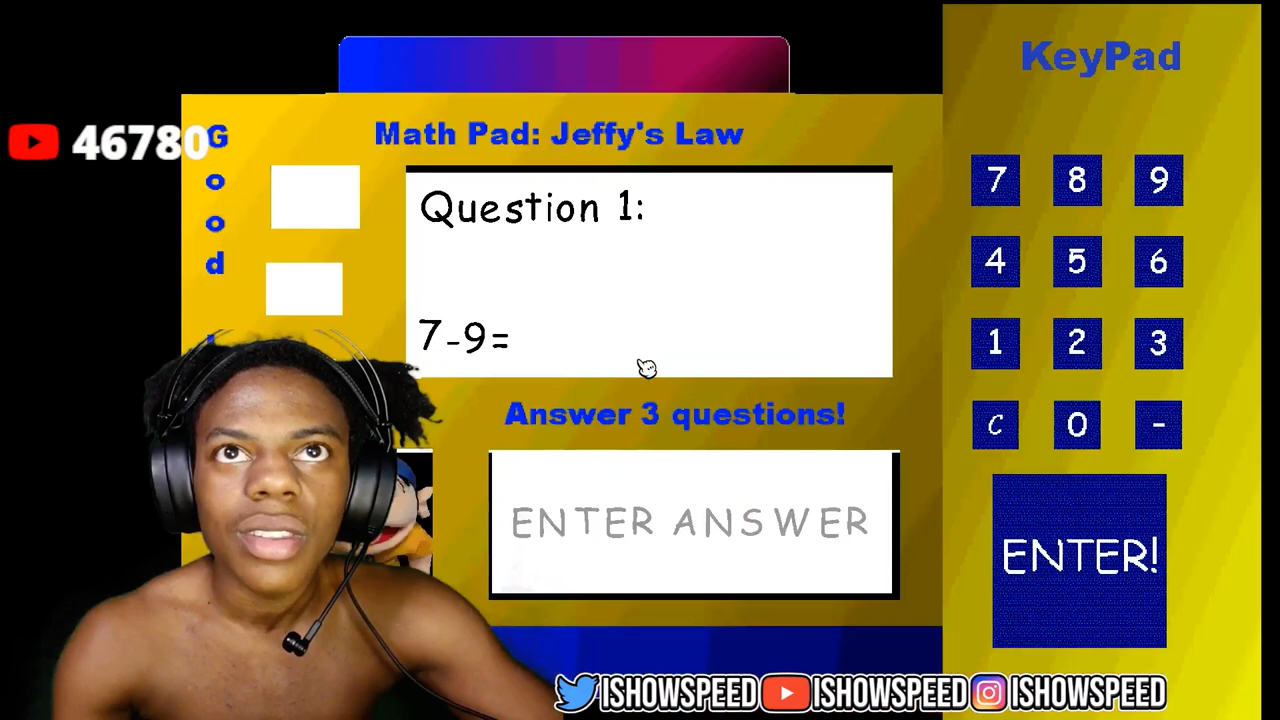 KeyPad
46780
Good
Math Pad: Jeffy's Law
Question 1:
7-9=
7 8 9
4 5 6
1 2 3
C 0 -
Answer 3 questions!
ENTER ANSWER
ENTER!
ISHOWSPEED ISHOWSPEED ISHOWSPEED